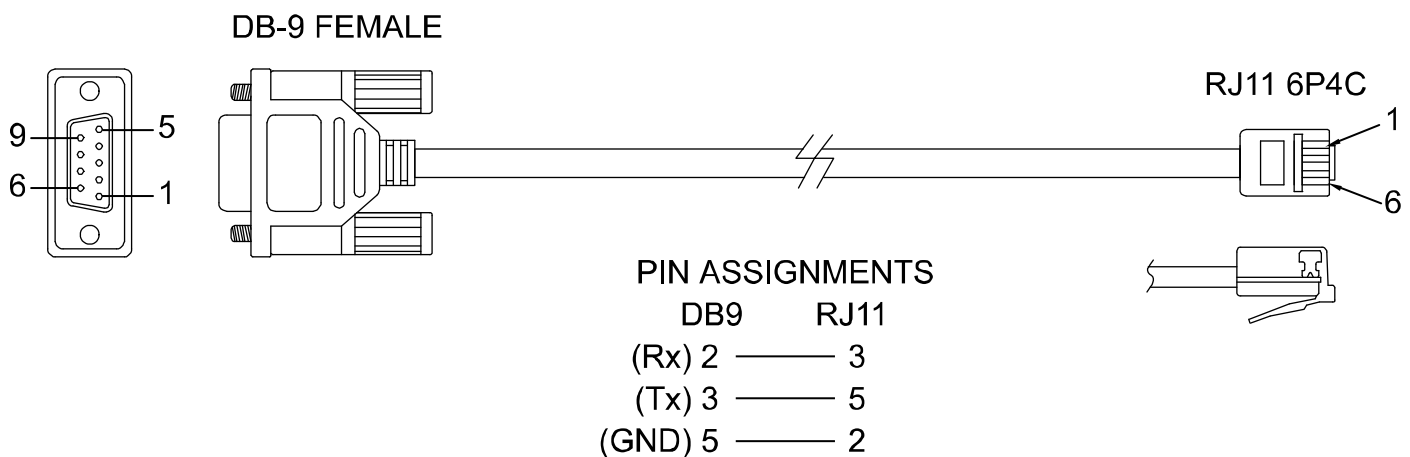 DB-9 FEMALE
9
5
6
1
RJ11 6P4C
1
6
PIN ASSIGNMENTS
DB9 RJ11
(Rx) 2 3
(Tx) 3 5
(GND) 5 2